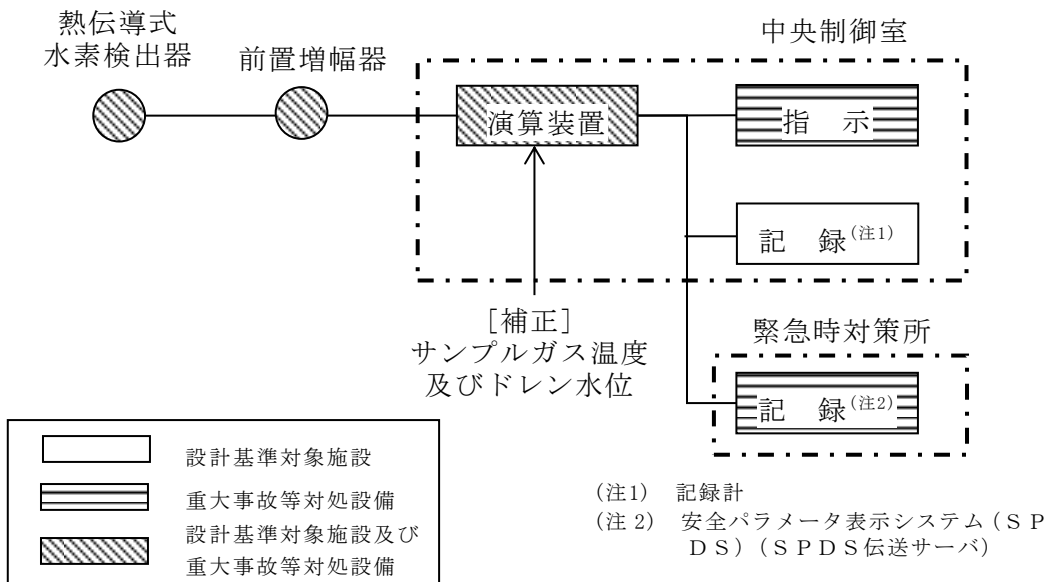 熱伝導式
水素検出器
前置増幅器
中央制御室
演算装置
指　示
記　録(注1)
[補正]
サンプルガス温度
及びドレン水位
緊急時対策所
記　録(注2)
設計基準対象施設
重大事故等対処設備
設計基準対象施設及び
重大事故等対処設備
(注1)　記録計
(注 2)　安全パラメータ表示システム(ＳＰ
ＤＳ)(ＳＰＤＳ伝送サーバ)